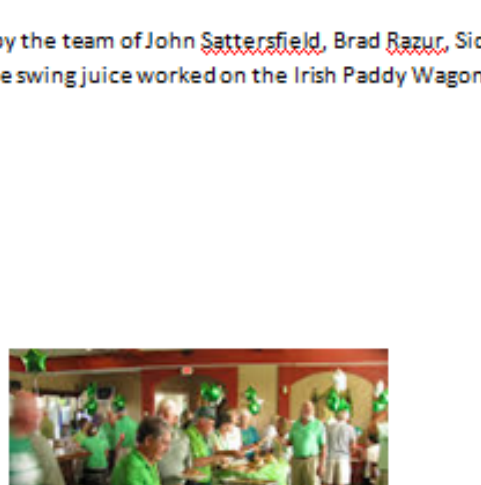 by the team of John Sattersfield, Brad Razur, Sid
e swing juice worked on the Irish Paddy Wagon